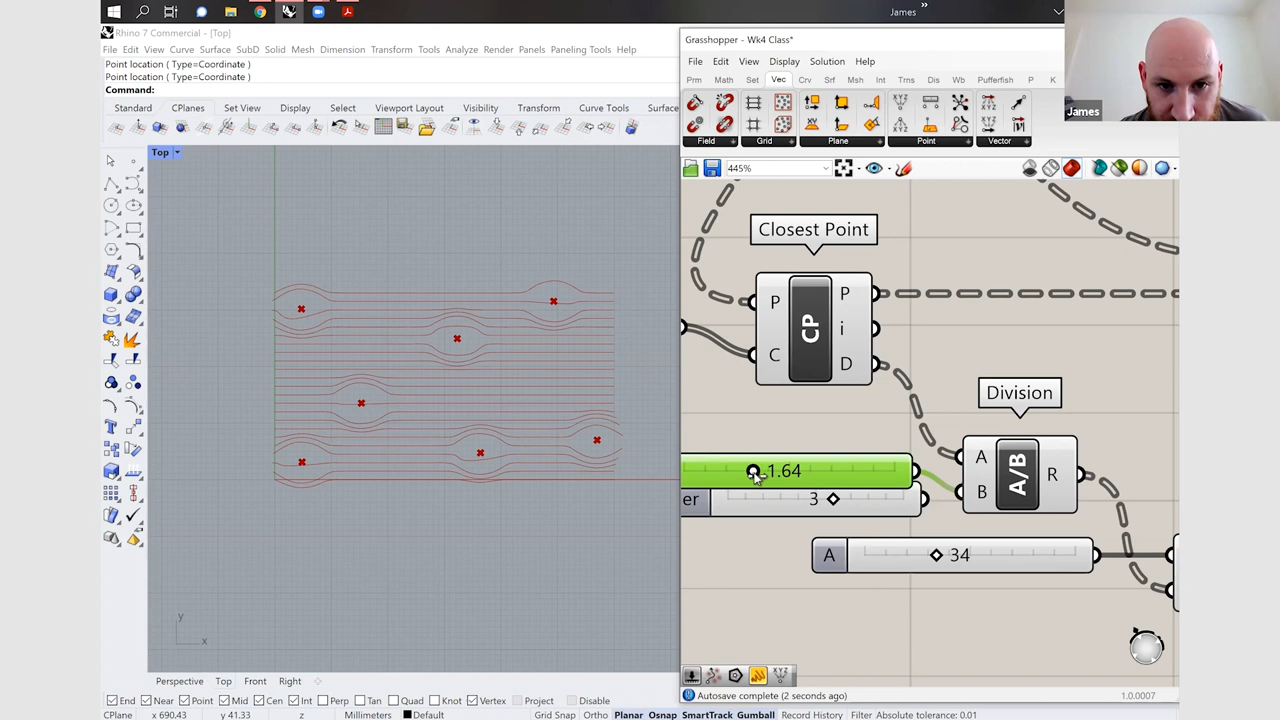 James
Rhino 7 Commercial - [Top]
File Edit View Curve Surface SubD Solid Mesh Dimension Transform Tools Analyze Render Panels Paneling Tools Help
Point location ( Type=Coordinate )
Point location ( Type=Coordinate )
Command:
Standard CPlanes Set View Display Select Viewport Layout Visibility Transform Curve Tools Surface
Top
y
x
Perspective Top Front Right
End Near Point Mid Cen Int Perp Tan Quad Knot Vertex Project Disable
CPlane x 690.43 y 41.33 z Millimeters Default Grid Snap Ortho Planar Osnap SmartTrack Gumball Record History Filter Absolute tolerance: 0.01
Grasshopper - Wk4 Class*
File Edit View Display Solution Help
Prm Math Set Vec Crv Srf Msh Int Trns Dis Wb Pufferfish P K
Field Grid Plane Point Vector
445%
Closest Point
P P
CP i
C D
Division
A
A/B R
B
1.64
er 3
A 34
Autosave complete (2 seconds ago) 1.0.0007
James